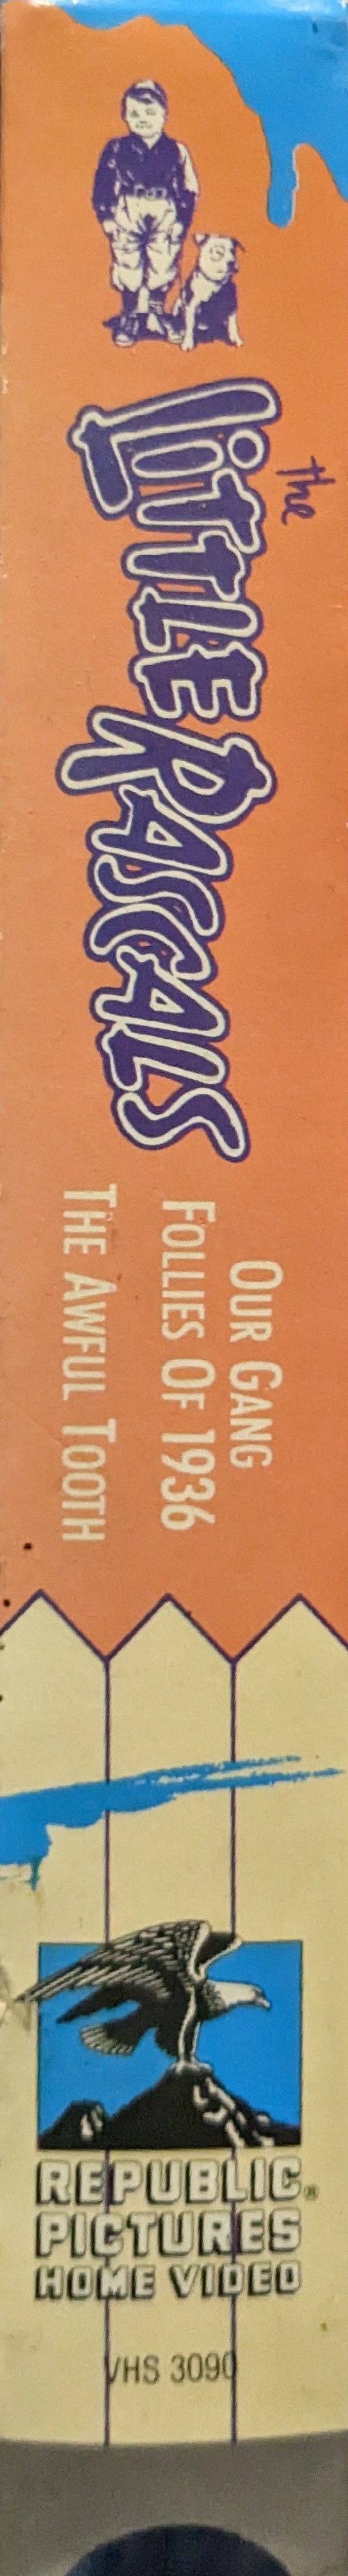 the
LiTTLE RASCALS
OUR GANG
FOLLIES OF 1936
THE AWFUL TOOTH
REPUBLIC®
PICTURES
HOME VIDEO
VHS 3090